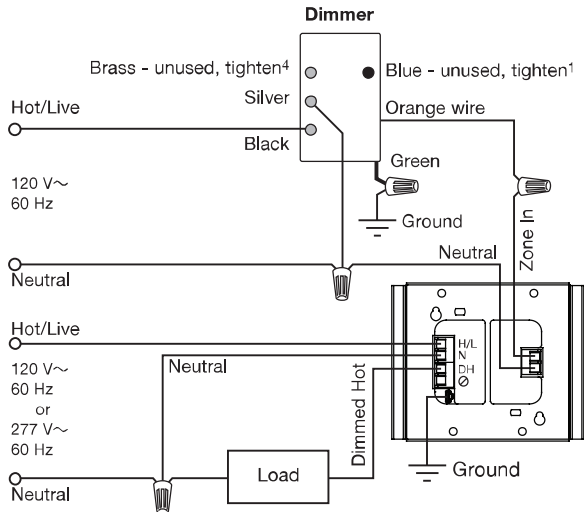 Dimmer
Brass - unused, tighten⁴
Blue - unused, tighten¹
Silver
Hot/Live
Orange wire
Black
Green
120 V~
60 Hz
Ground
Zone In
Neutral
Neutral
Hot/Live
H/L
N
DH
Neutral
120 V~
60 Hz
or
277 V~
60 Hz
Dimmed Hot
Load
Ground
Neutral